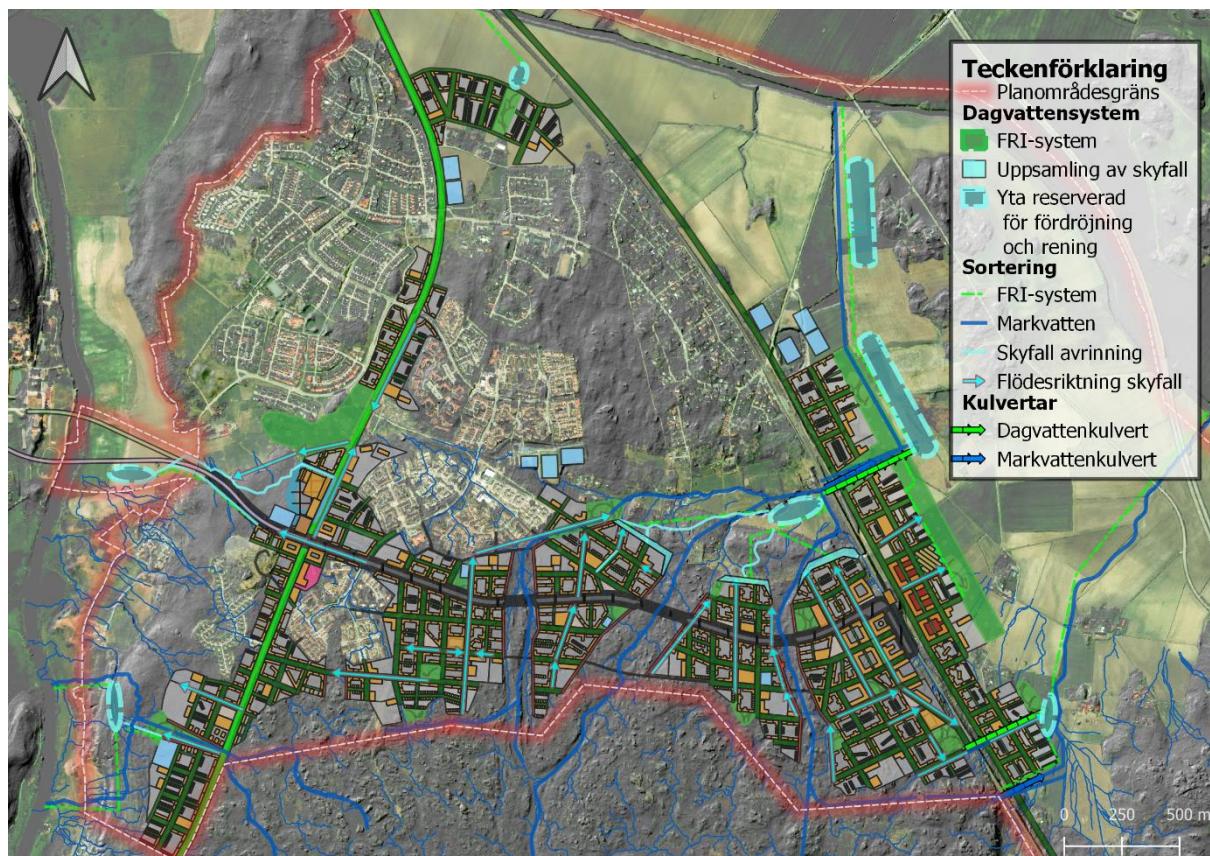 Teckenförklaring
Planområdesgräns
Dagvattensystem
FRI-system
Uppsamling av skyfall
Yta reserverad
för fördröjning
och rening
Sortering
FRI-system
Markvatten
Skyfall avrinning
Flödesriktning skyfall
Kulvertar
Dagvattenkulvert
Markvattenkulvert
0 250 500 m